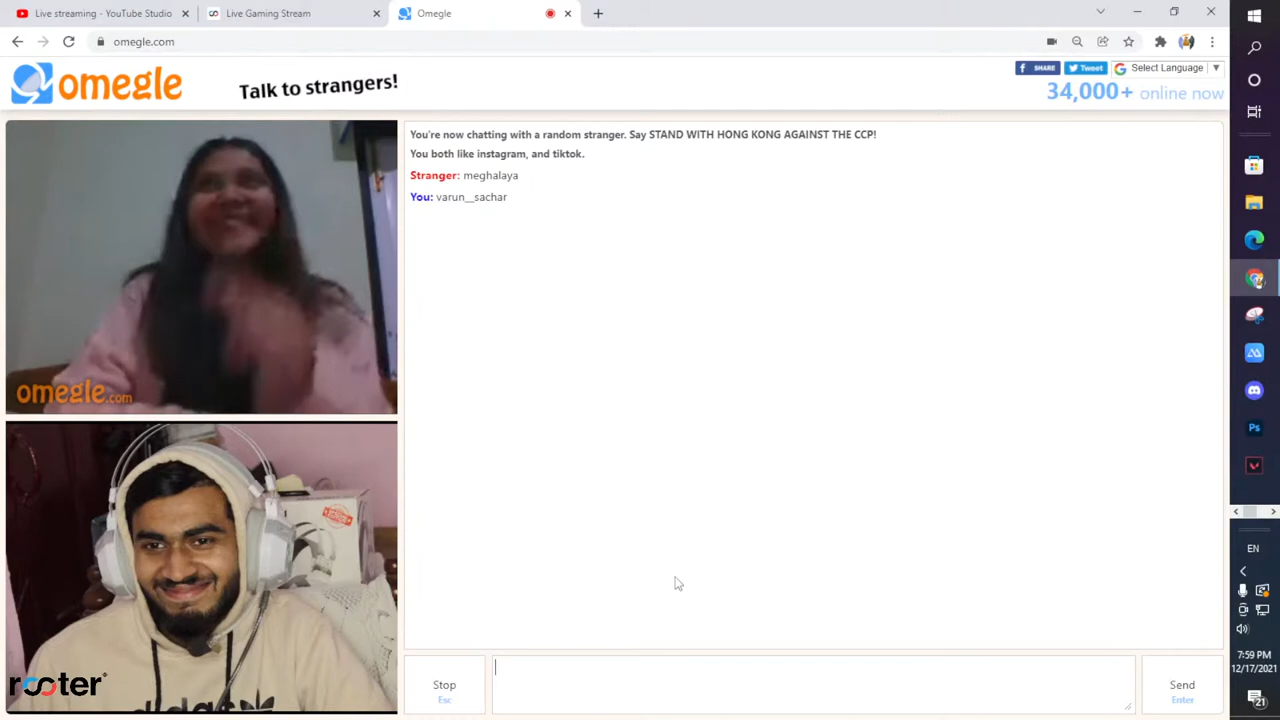 Live streaming - YouTube Studio
Live Gaming Stream
Omegle
omegle.com
omegle
Talk to strangers!
SHARE
Tweet
Select Language
34,000+ online now
You're now chatting with a random stranger. Say STAND WITH HONG KONG AGAINST THE CCP!
You both like instagram, and tiktok.
Stranger: meghalaya
You: varun__sachar
omegle.com
rooter
adidas
Stop
Esc
Send
Enter
Ps
EN
7:59 PM
12/17/2021
21